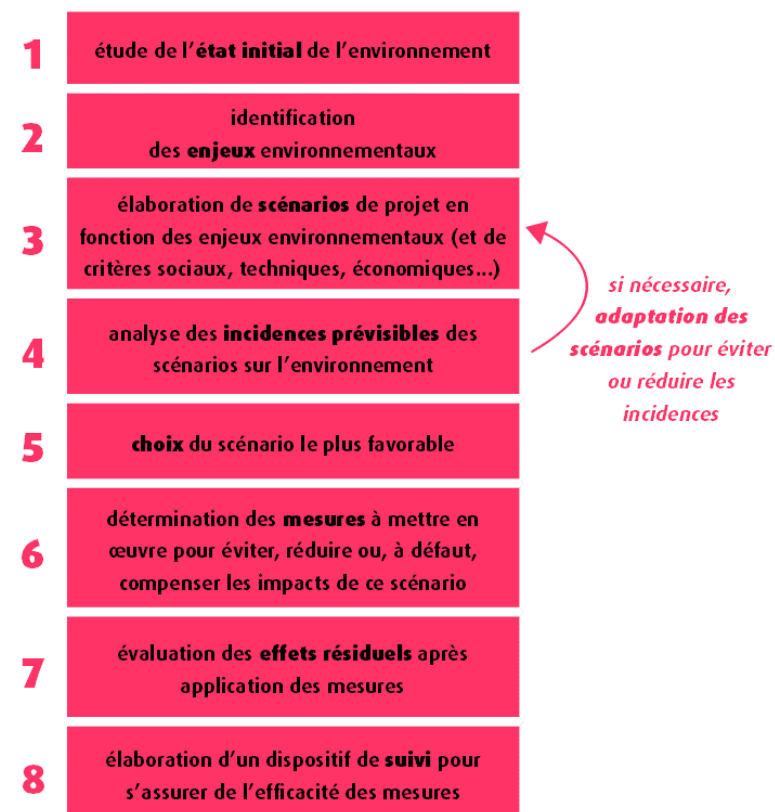 1
étude de l'état initial de l'environnement
2
identification
des enjeux environnementaux
3
élaboration de scénarios de projet en
fonction des enjeux environnementaux (et de
critères sociaux, techniques, économiques...)
4
analyse des incidences prévisibles des
scénarios sur l'environnement
si nécessaire,
adaptation des
scénarios pour éviter
ou réduire les
incidences
5
choix du scénario le plus favorable
6
détermination des mesures à mettre en
œuvre pour éviter, réduire ou, à défaut,
compenser les impacts de ce scénario
7
évaluation des effets résiduels après
application des mesures
8
élaboration d'un dispositif de suivi pour
s'assurer de l'efficacité des mesures